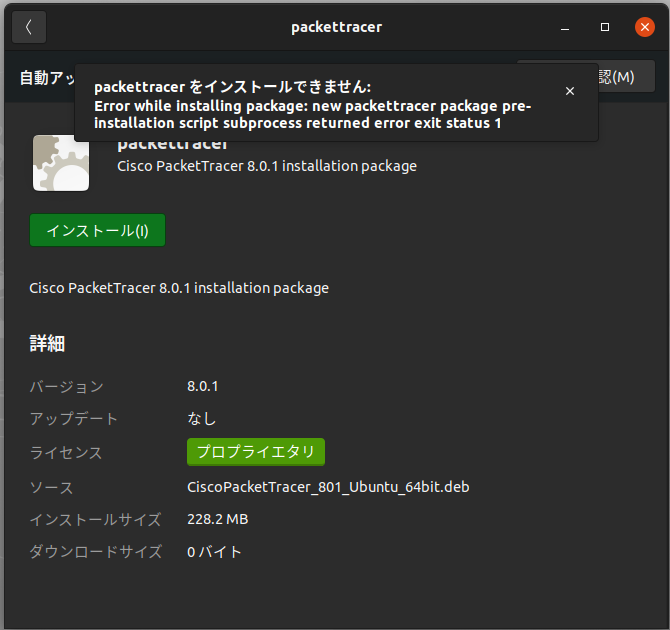 packettracer
自動アッ
認(M)
packettracer をインストールできません:
Error while installing package: new packettracer package pre-
installation script subprocess returned error exit status 1
packettracer
Cisco PacketTracer 8.0.1 installation package
インストール(I)
Cisco PacketTracer 8.0.1 installation package
詳細
バージョン 8.0.1
アップデート なし
ライセンス プロプライエタリ
ソース CiscoPacketTracer_801_Ubuntu_64bit.deb
インストールサイズ 228.2 MB
ダウンロードサイズ 0 バイト